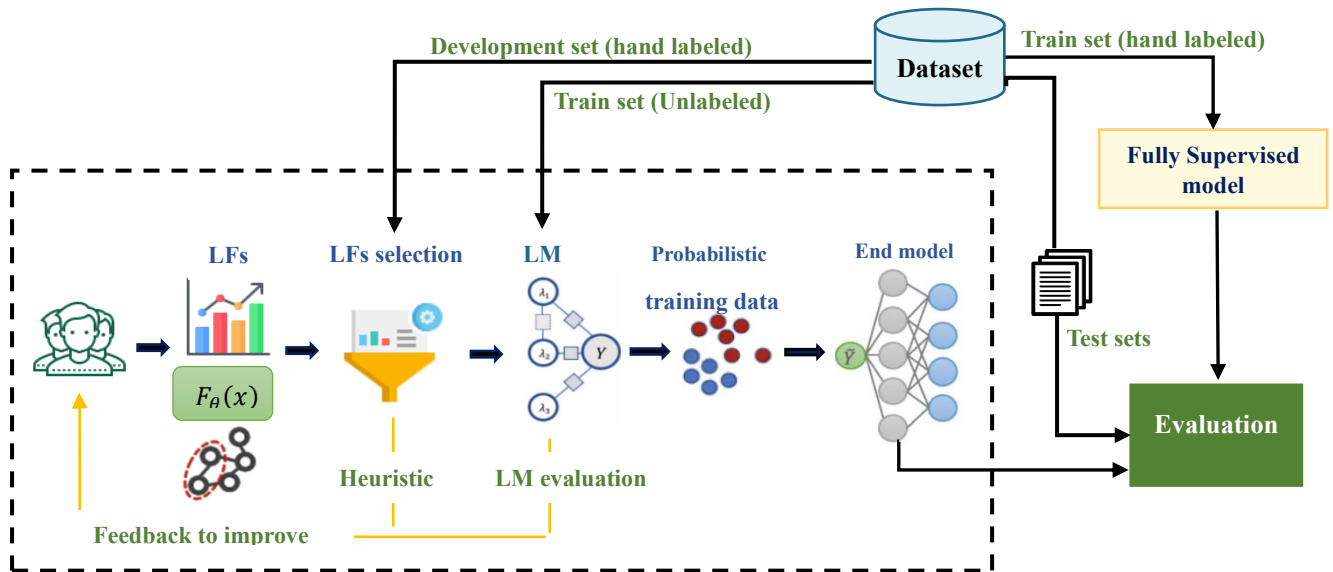 Development set (hand labeled)
Dataset
Train set (hand labeled)
Train set (Unlabeled)
Fully Supervised
model
LFs
LFs selection
LM
Probabilistic
training data
End model
λ₁
λ₂
Y
λ₃
Ȳ
F_θ(x)
Test sets
Evaluation
Heuristic
LM evaluation
Feedback to improve